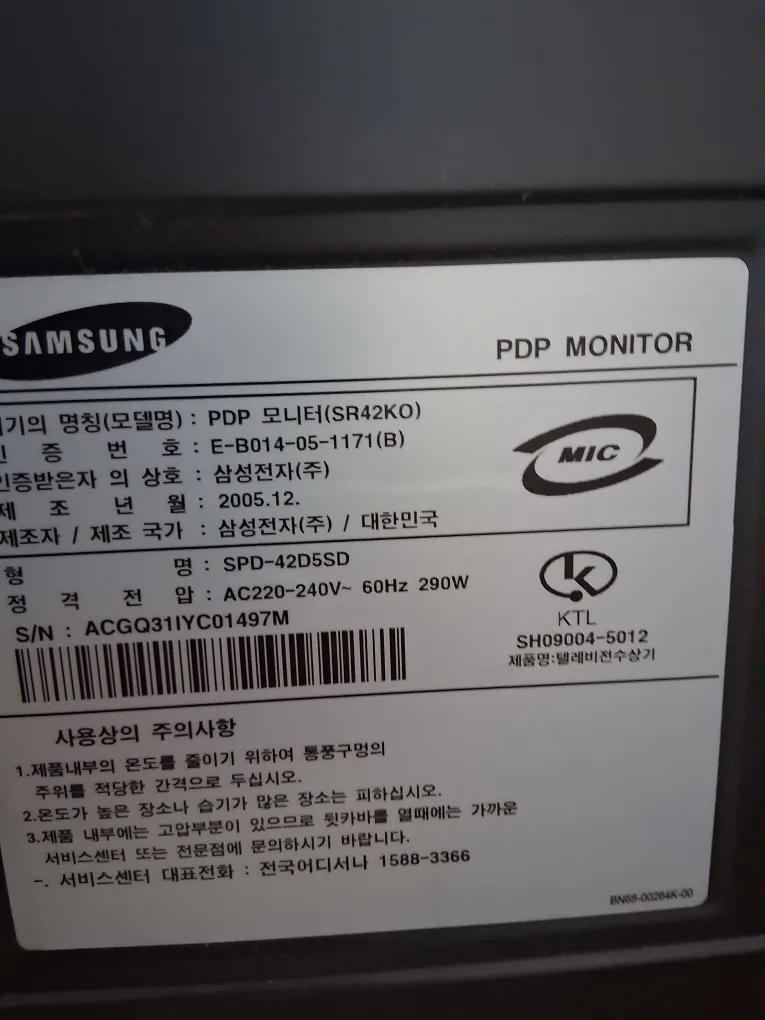 SAMSUNG
PDP MONITOR
기기의 명칭(모델명) : PDP 모니터(SR42KO)
인 증 번 호 : E-B014-05-1171(B)
인증받은자 의 상호 : 삼성전자(주)
제 조 년 월 : 2005.12.
제조자 / 제조 국가 : 삼성전자(주) / 대한민국
MIC
형 명 : SPD-42D5SD
정 격 전 압 : AC220-240V~ 60Hz 290W
S/N : ACGQ31IYC01497M
KTL
SH09004-5012
제품명:텔레비전수상기
사용상의 주의사항
1.제품내부의 온도를 줄이기 위하여 통풍구멍의
주위를 적당한 간격으로 두십시오.
2.온도가 높은 장소나 습기가 많은 장소는 피하십시오.
3.제품 내부에는 고압부분이 있으므로 뒷카바를 열때에는 가까운
서비스센터 또는 전문점에 문의하시기 바랍니다.
-. 서비스센터 대표전화 : 전국어디서나 1588-3366
BN68-00264K-00